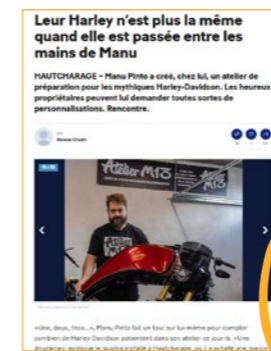 Leur Harley n'est plus la même
quand elle est passée entre les
mains de Manu
HAUTCHARAGE – Manu Pinto a créé, chez lui, un atelier de
préparation pour les mythiques Harley-Davidson. Les heureux
propriétaires peuvent lui demander toutes sortes de
personnalisations. Rencontre.
Atelier M13
«Une, deux, trois...», Manu Pinto fait un tour sur lui-même pour compter
combien de Harley Davidson patientent dans son atelier ce jour-là. «Une